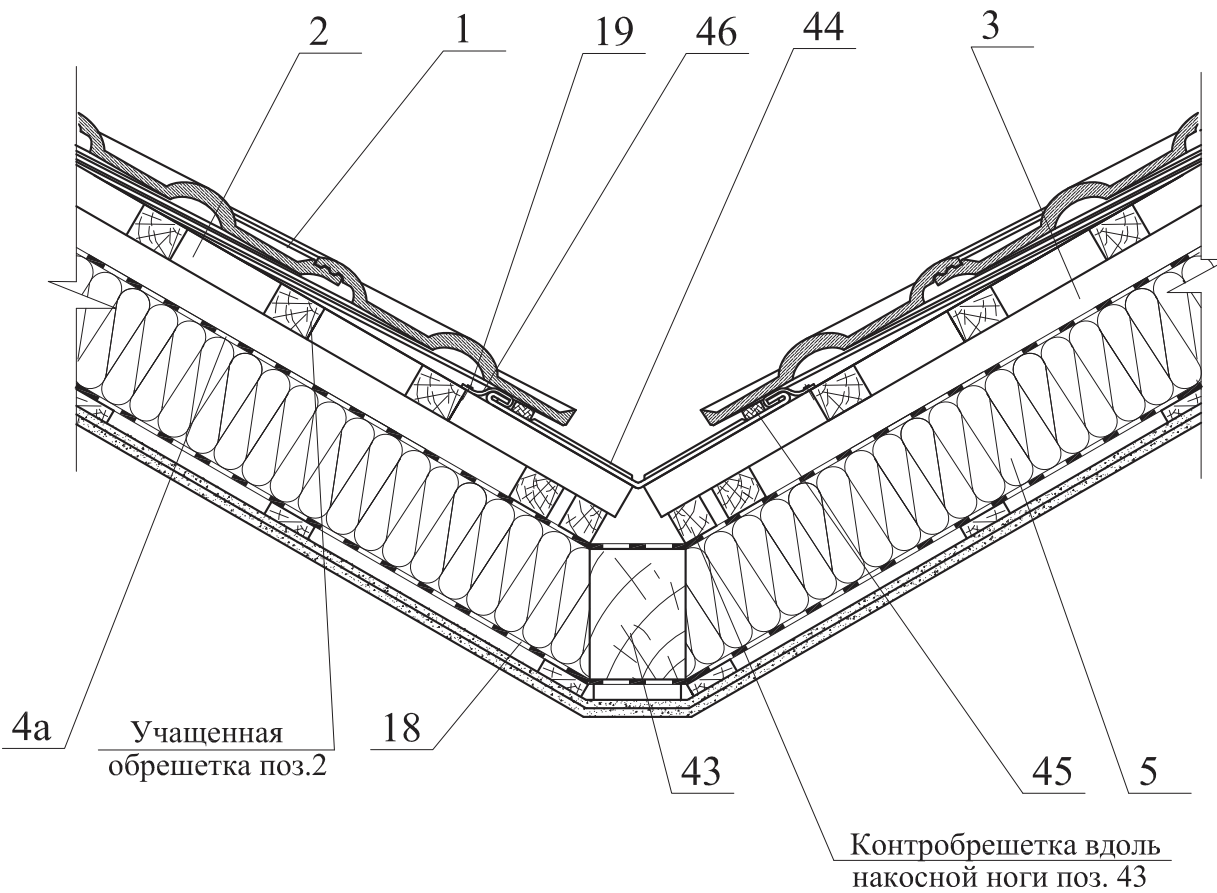 2
1
19
46
44
3
4а
Учащенная
обрешетка поз.2
18
43
45
5
Контробрешетка вдоль
накосной ноги поз. 43